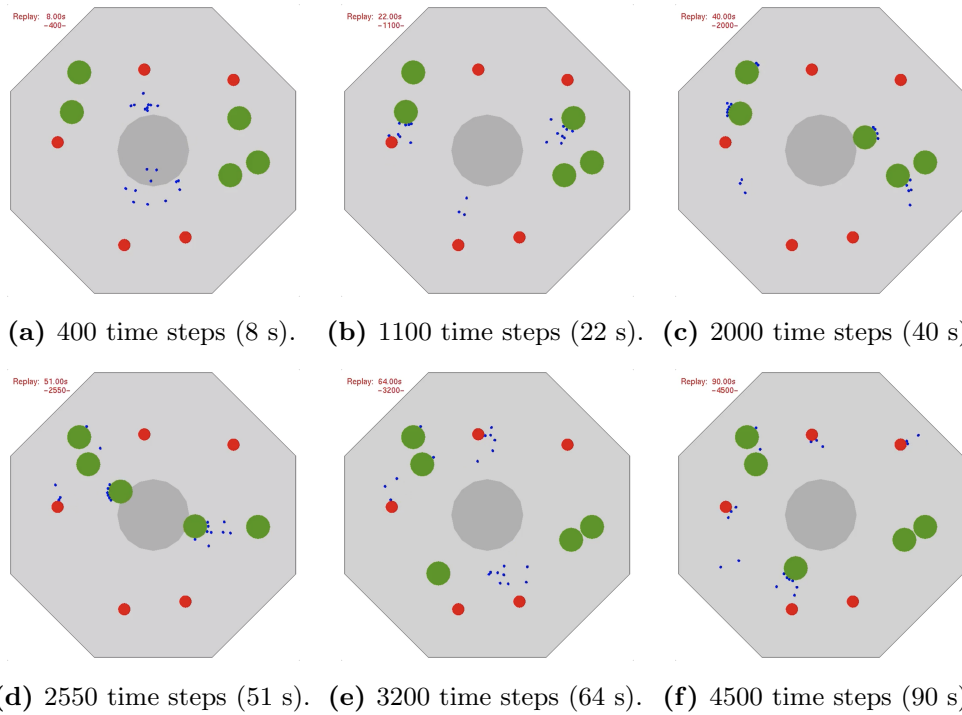 Replay: 8.00s
-400-
Replay: 22.00s
-1100-
Replay: 40.00s
-2000-
(a) 400 time steps (8 s).
(b) 1100 time steps (22 s).
(c) 2000 time steps (40 s)
Replay: 51.00s
-2550-
Replay: 64.00s
-3200-
Replay: 90.00s
-4500-
(d) 2550 time steps (51 s).
(e) 3200 time steps (64 s)
(f) 4500 time steps (90 s)